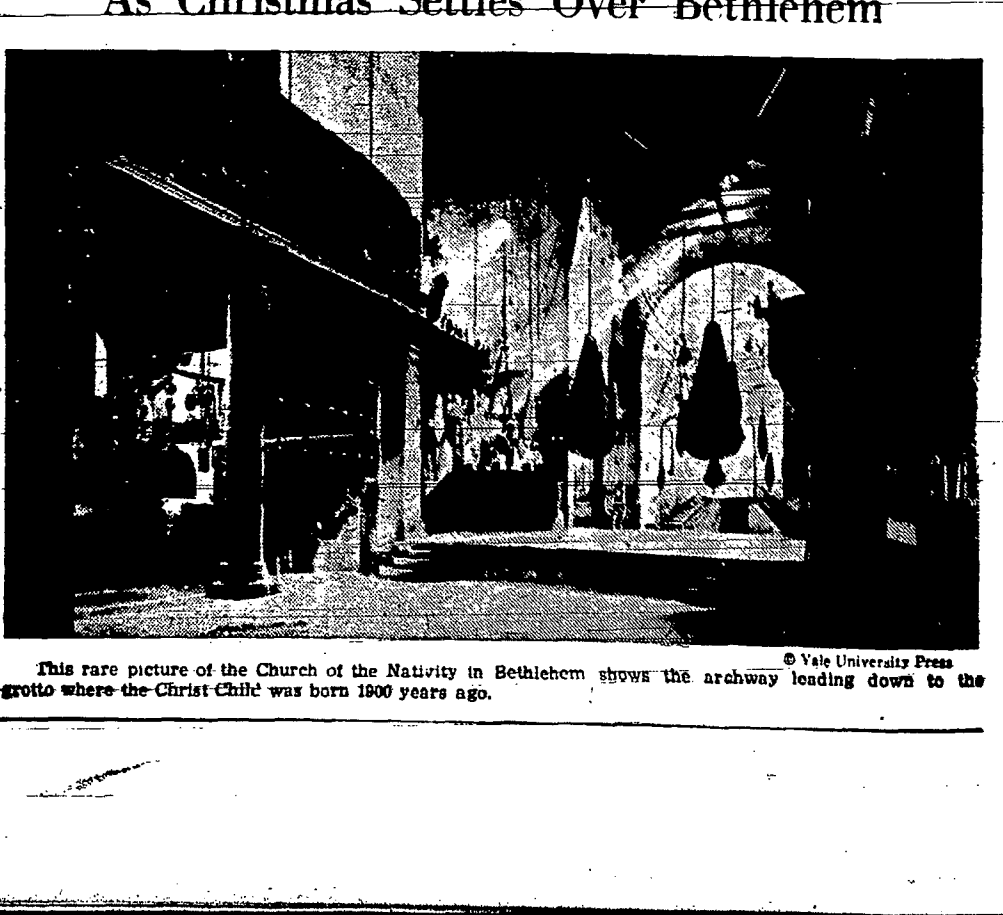 As Christmas Settles Over Bethlehem
© Yale University Press
This rare picture of the Church of the Nativity in Bethlehem shows the archway leading down to the
grotto where the Christ Child was born 1900 years ago.